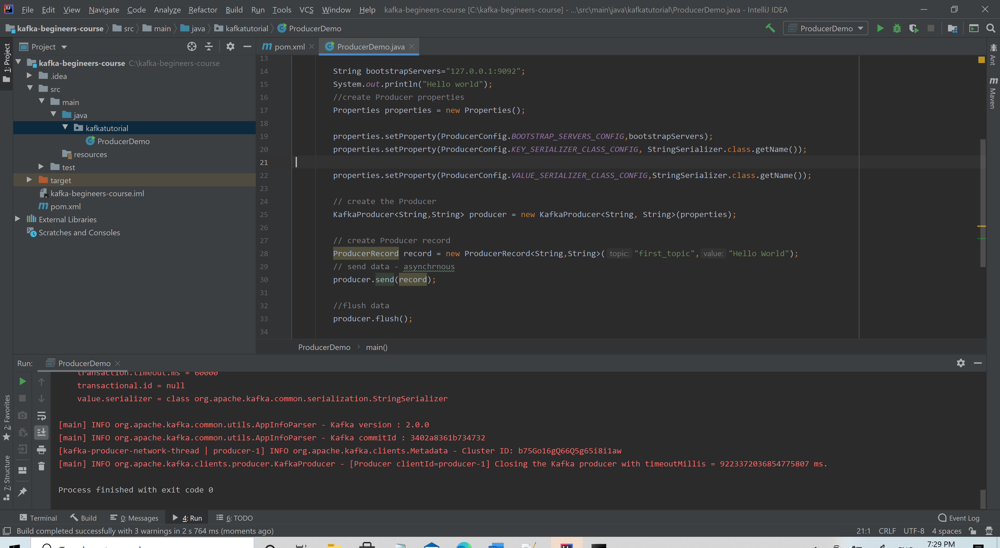 File Edit View Navigate Code Analyze Refactor Build Run Tools VCS Window Help kafka-begineers-course [C:\kafka-begineers-course] - ...\src\main\java\kafkatutorial\ProducerDemo.java - IntelliJ IDEA
kafka-begineers-course src main java kafkatutorial ProducerDemo ProducerDemo
1: Project
Project
kafka-begineers-course C:\kafka-begineers-course
.idea
src
main
java
kafkatutorial
ProducerDemo
resources
test
target
kafka-begineers-course.iml
pom.xml
External Libraries
Scratches and Consoles
pom.xml ProducerDemo.java
13
14 String bootstrapServers="127.0.0.1:9092";
15 System.out.println("Hello world");
16 //create Producer properties
17 Properties properties = new Properties();
18
19 properties.setProperty(ProducerConfig.BOOTSTRAP_SERVERS_CONFIG,bootstrapServers);
20 properties.setProperty(ProducerConfig.KEY_SERIALIZER_CLASS_CONFIG, StringSerializer.class.getName());
21
22 properties.setProperty(ProducerConfig.VALUE_SERIALIZER_CLASS_CONFIG,StringSerializer.class.getName());
23
24 // create the Producer
25 KafkaProducer<String,String> producer = new KafkaProducer<String, String>(properties);
26
27 // create Producer record
28 ProducerRecord record = new ProducerRecord<String,String>( topic: "first_topic", value: "Hello World");
29 // send data - asynchrnous
30 producer.send(record);
31
32 //flush data
33 producer.flush();
34
ProducerDemo main()
Ant
Maven
Run: ProducerDemo
transaction.timeout.ms = 60000
transactional.id = null
value.serializer = class org.apache.kafka.common.serialization.StringSerializer
[main] INFO org.apache.kafka.common.utils.AppInfoParser - Kafka version : 2.0.0
[main] INFO org.apache.kafka.common.utils.AppInfoParser - Kafka commitId : 3402a8361b734732
[kafka-producer-network-thread | producer-1] INFO org.apache.kafka.clients.Metadata - Cluster ID: b75Go16gQ66Q5g65i8i1aw
[main] INFO org.apache.kafka.clients.producer.KafkaProducer - [Producer clientId=producer-1] Closing the Kafka producer with timeoutMillis = 9223372036854775807 ms.
Process finished with exit code 0
2: Favorites
7: Structure
Terminal Build 0: Messages 4: Run 6: TODO Event Log
Build completed successfully with 3 warnings in 2 s 764 ms (moments ago) 21:1 CRLF UTF-8 4 spaces
7:29 PM